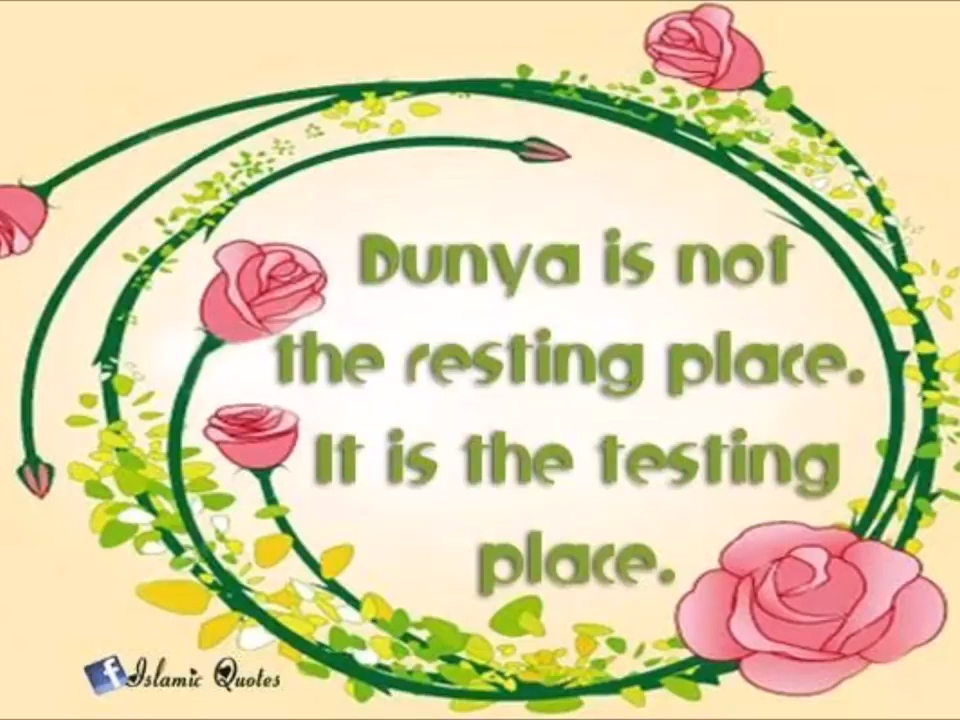 Dunya is not
the resting place.
It is the testing
place.
f Islamic Quotes